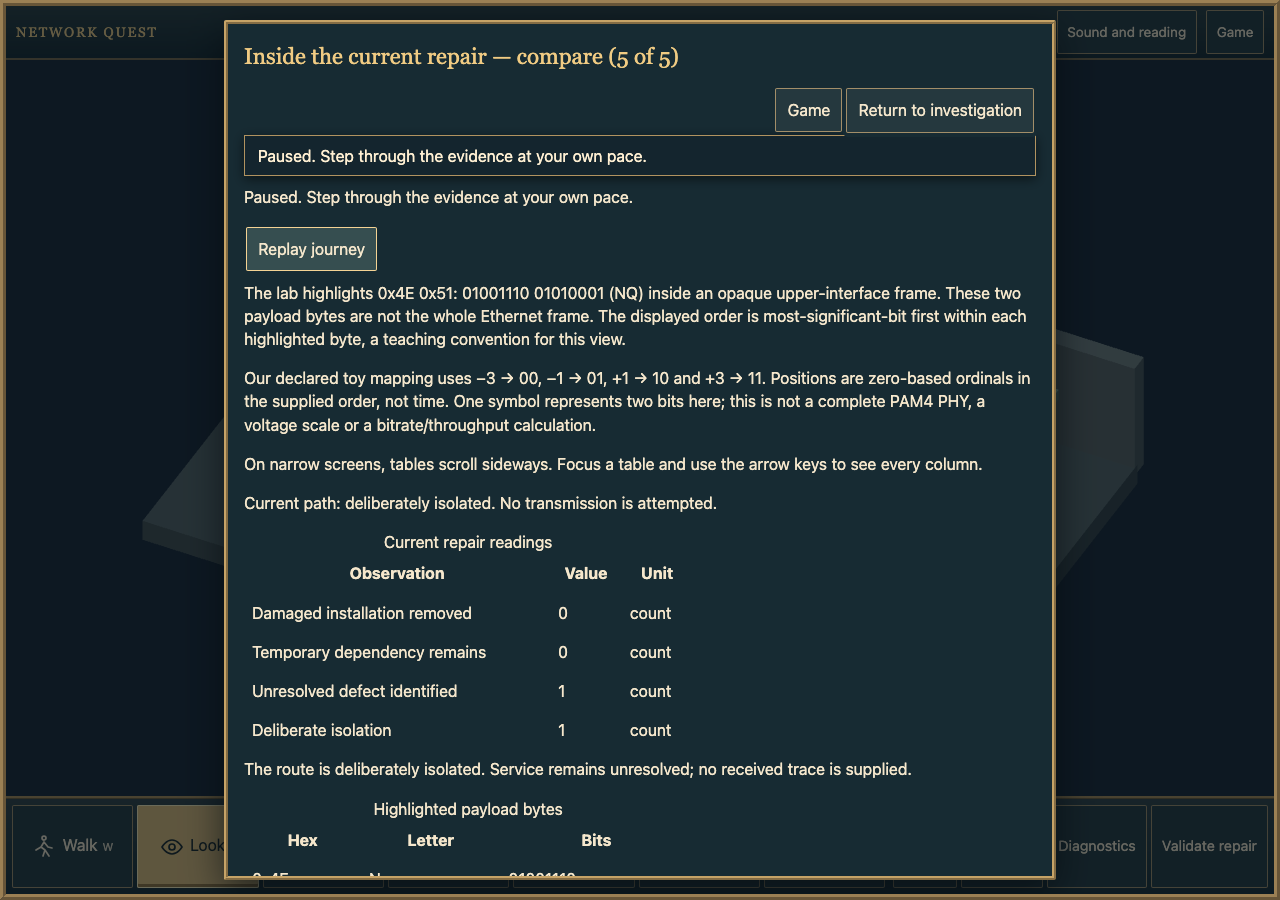 NETWORK QUEST
Sound and reading
Game
Inside the current repair — compare (5 of 5)
Game
Return to investigation
Paused. Step through the evidence at your own pace.
Paused. Step through the evidence at your own pace.
Replay journey
The lab highlights 0x4E 0x51: 01001110 01010001 (NQ) inside an opaque upper-interface frame. These two
payload bytes are not the whole Ethernet frame. The displayed order is most-significant-bit first within each
highlighted byte, a teaching convention for this view.
Our declared toy mapping uses −3 → 00, −1 → 01, +1 → 10 and +3 → 11. Positions are zero-based ordinals in
the supplied order, not time. One symbol represents two bits here; this is not a complete PAM4 PHY, a
voltage scale or a bitrate/throughput calculation.
On narrow screens, tables scroll sideways. Focus a table and use the arrow keys to see every column.
Current path: deliberately isolated. No transmission is attempted.
Current repair readings
Observation Value Unit
Damaged installation removed 0 count
Temporary dependency remains 0 count
Unresolved defect identified 1 count
Deliberate isolation 1 count
The route is deliberately isolated. Service remains unresolved; no received trace is supplied.
Highlighted payload bytes
Hex Letter Bits
0x4E N 01001110
Walk W
Look
Diagnostics
Validate repair